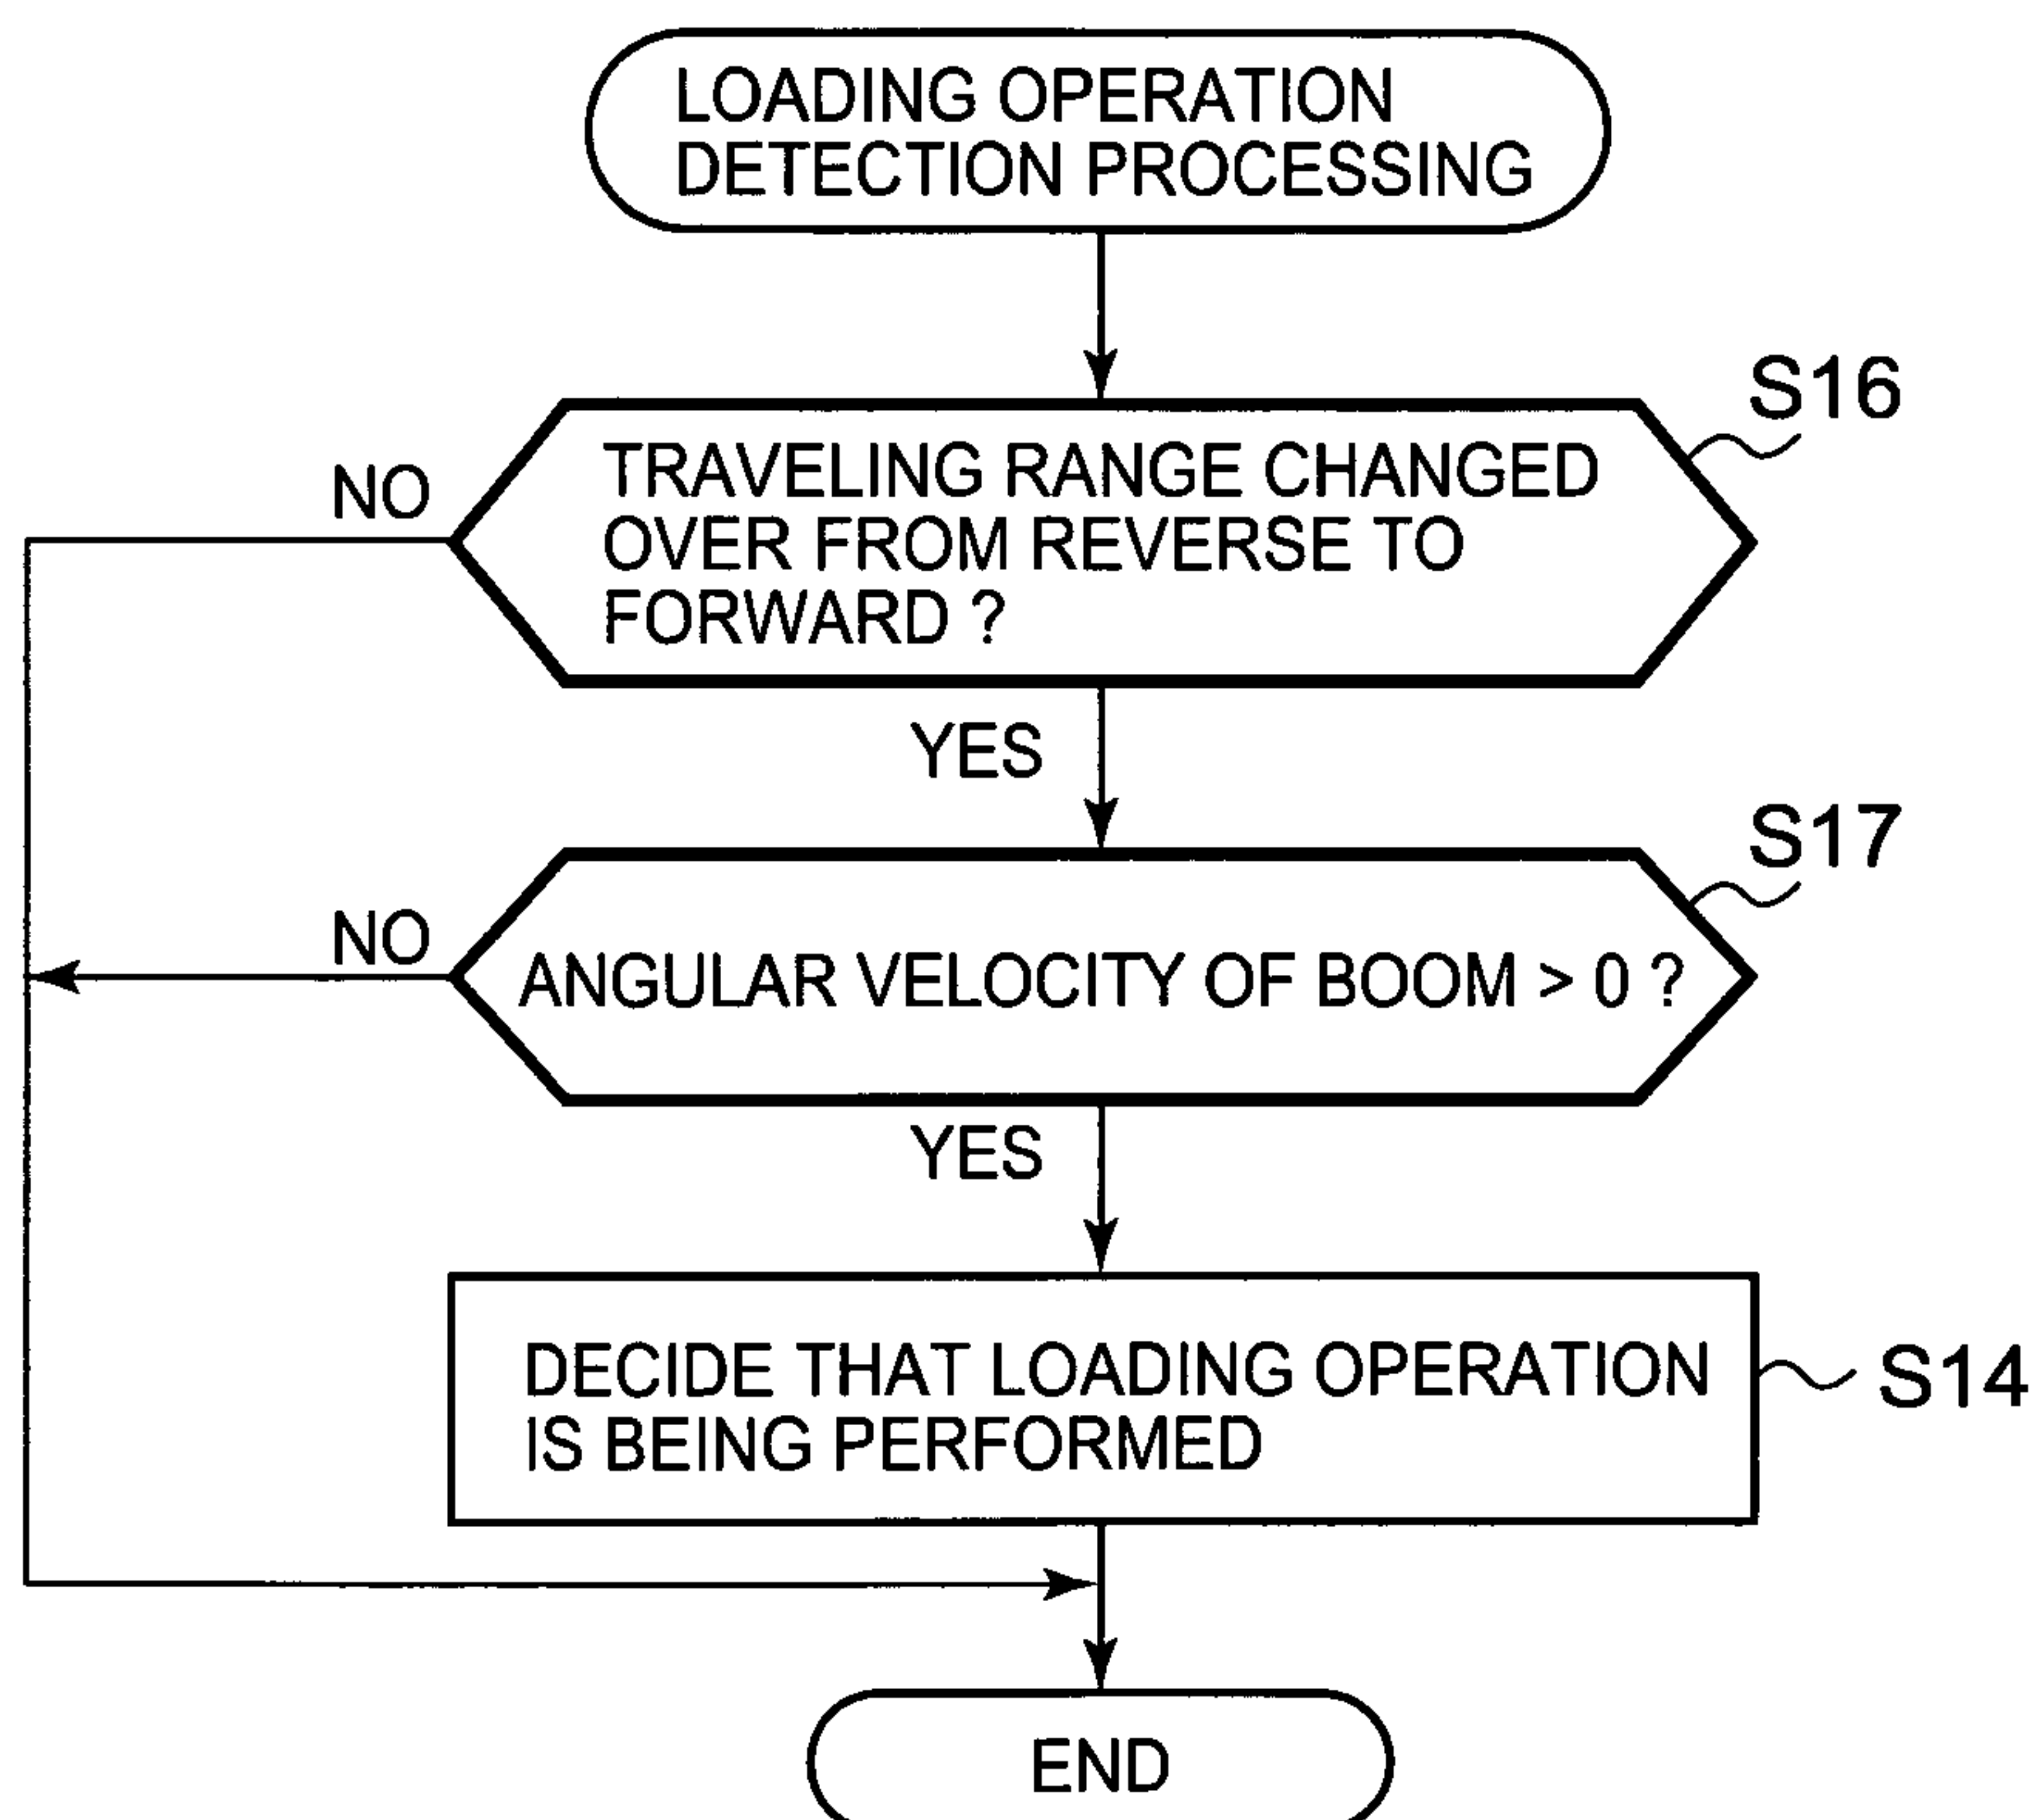 LOADING OPERATION
DETECTION PROCESSING
S16
TRAVELING RANGE CHANGED
OVER FROM REVERSE TO
FORWARD ?
NO
YES
S17
NO
ANGULAR VELOCITY OF BOOM > 0 ?
YES
DECIDE THAT LOADING OPERATION
IS BEING PERFORMED
S14
END